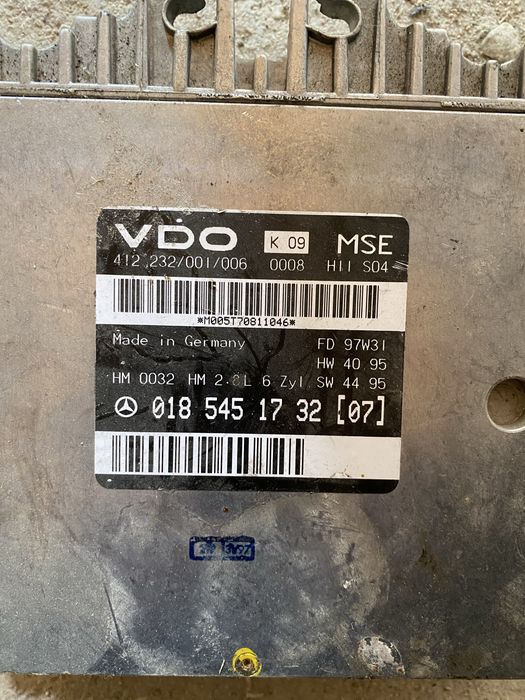 VDO K 09 MSE
412 232/001/006 0008 H11 S04
*M005T70811046*
Made in Germany FD 97W31
HW 40 95
HM 0032 HM 2.8L 6 Zyl SW 44 95
018 545 17 32 [07]